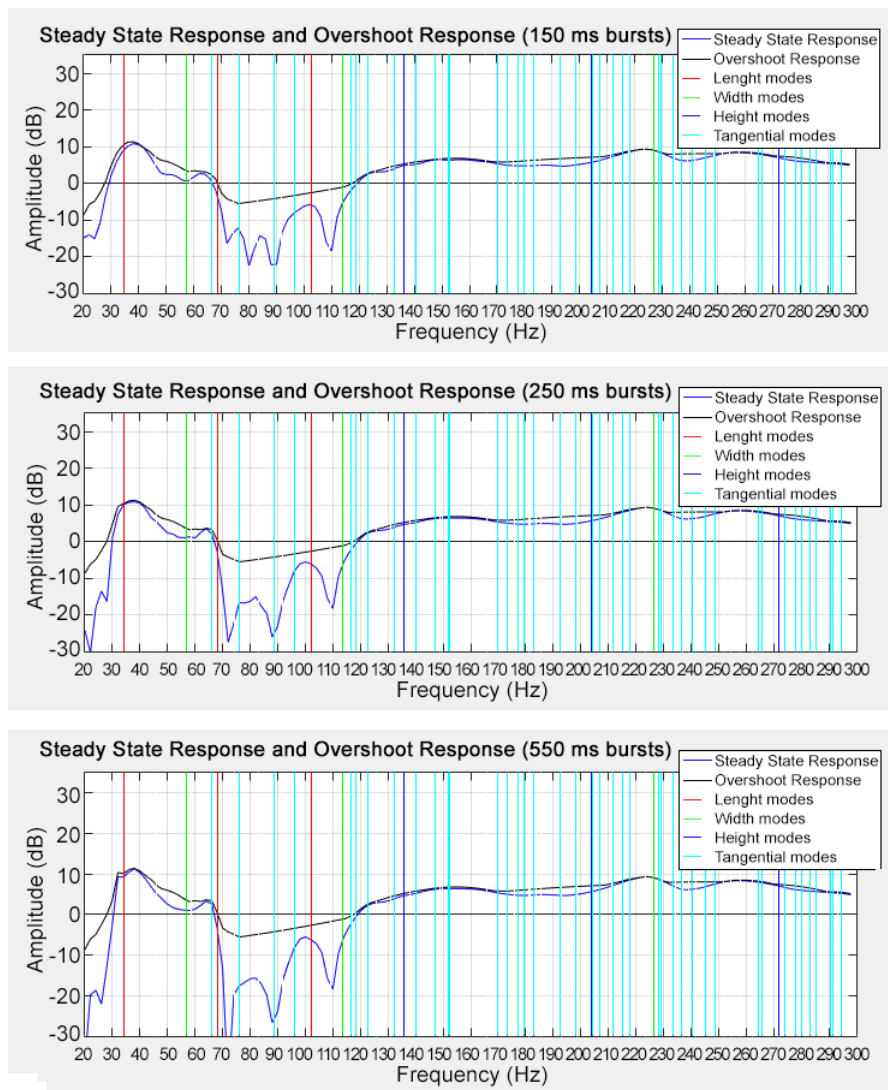 Steady State Response and Overshoot Response (150 ms bursts)
Steady State Response
Overshoot Response
Lenght modes
Width modes
Height modes
Tangential modes
Amplitude (dB)
30
20
10
0
-10
-20
-30
20 30 40 50 60 70 80 90 100 110 120 130 140 150 160 170 180 190 200 210 220 230 240 250 260 270 280 290 300
Frequency (Hz)
Steady State Response and Overshoot Response (250 ms bursts)
Steady State Response
Overshoot Response
Lenght modes
Width modes
Height modes
Tangential modes
Amplitude (dB)
30
20
10
0
-10
-20
-30
20 30 40 50 60 70 80 90 100 110 120 130 140 150 160 170 180 190 200 210 220 230 240 250 260 270 280 290 300
Frequency (Hz)
Steady State Response and Overshoot Response (550 ms bursts)
Steady State Response
Overshoot Response
Lenght modes
Width modes
Height modes
Tangential modes
Amplitude (dB)
30
20
10
0
-10
-20
-30
20 30 40 50 60 70 80 90 100 110 120 130 140 150 160 170 180 190 200 210 220 230 240 250 260 270 280 290 300
Frequency (Hz)